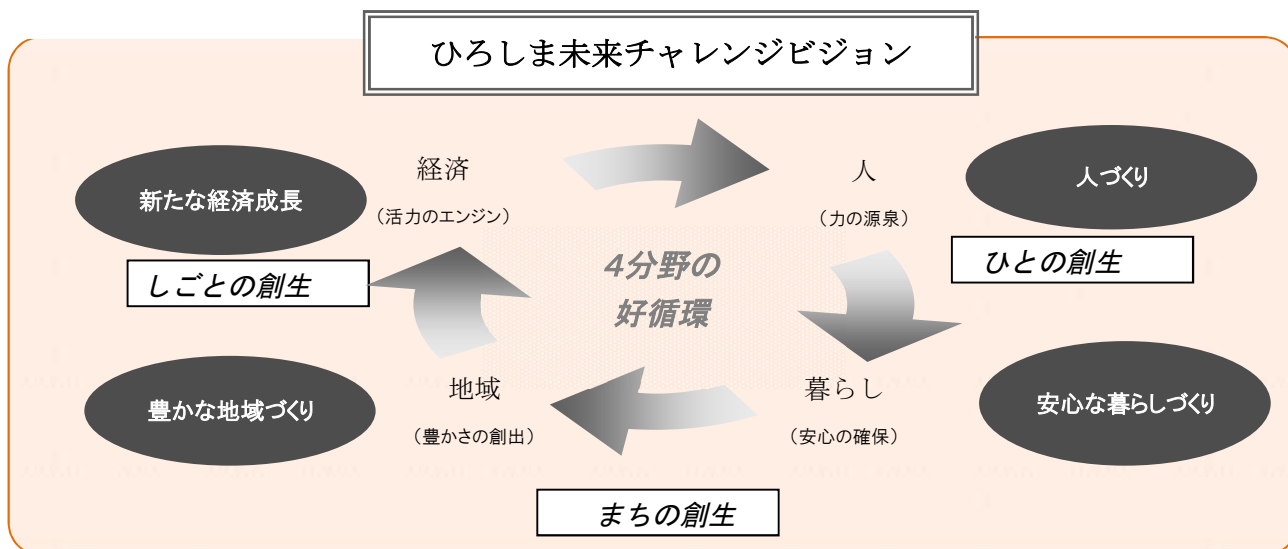 ひろしま未来チャレンジビジョン
経済
(活力のエンジン)
人
(力の源泉)
新たな経済成長
人づくり
しごとの創生
ひとの創生
4分野の
好循環
地域
(豊かさの創出)
暮らし
(安心の確保)
豊かな地域づくり
安心な暮らしづくり
まちの創生